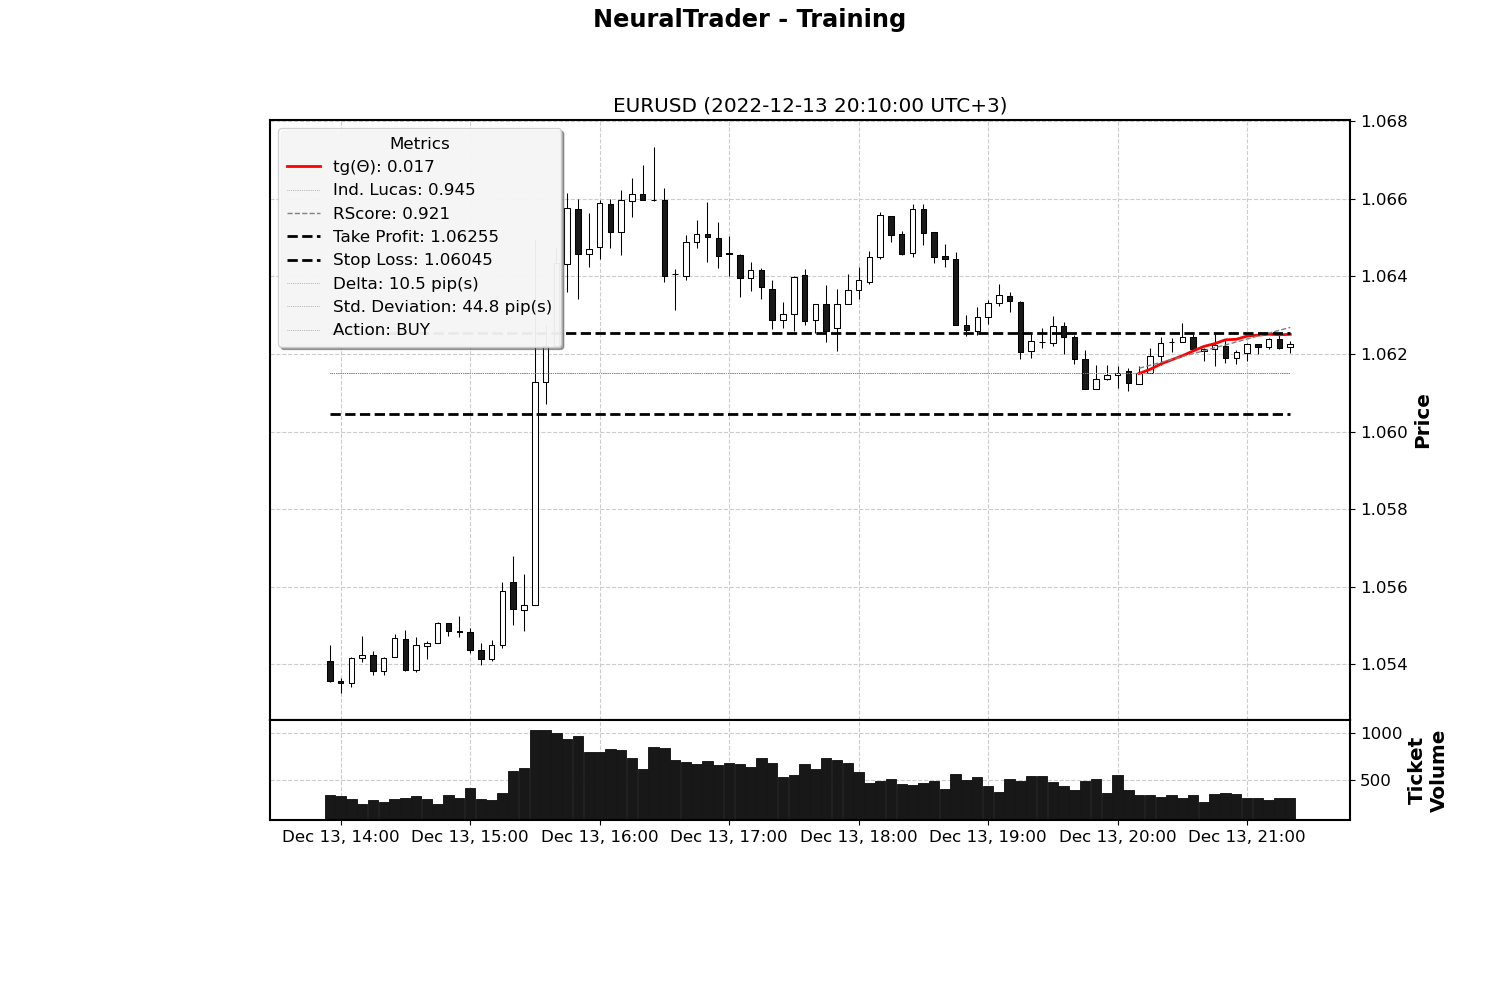 NeuralTrader - Training
EURUSD (2022-12-13 20:10:00 UTC+3)
Metrics
tg(Θ): 0.017
Ind. Lucas: 0.945
RScore: 0.921
Take Profit: 1.06255
Stop Loss: 1.06045
Delta: 10.5 pip(s)
Std. Deviation: 44.8 pip(s)
Action: BUY
1.068
1.066
1.064
1.062
1.060
1.058
1.056
1.054
Price
1000
500
Ticket
Volume
Dec 13, 14:00 Dec 13, 15:00 Dec 13, 16:00 Dec 13, 17:00 Dec 13, 18:00 Dec 13, 19:00 Dec 13, 20:00 Dec 13, 21:00